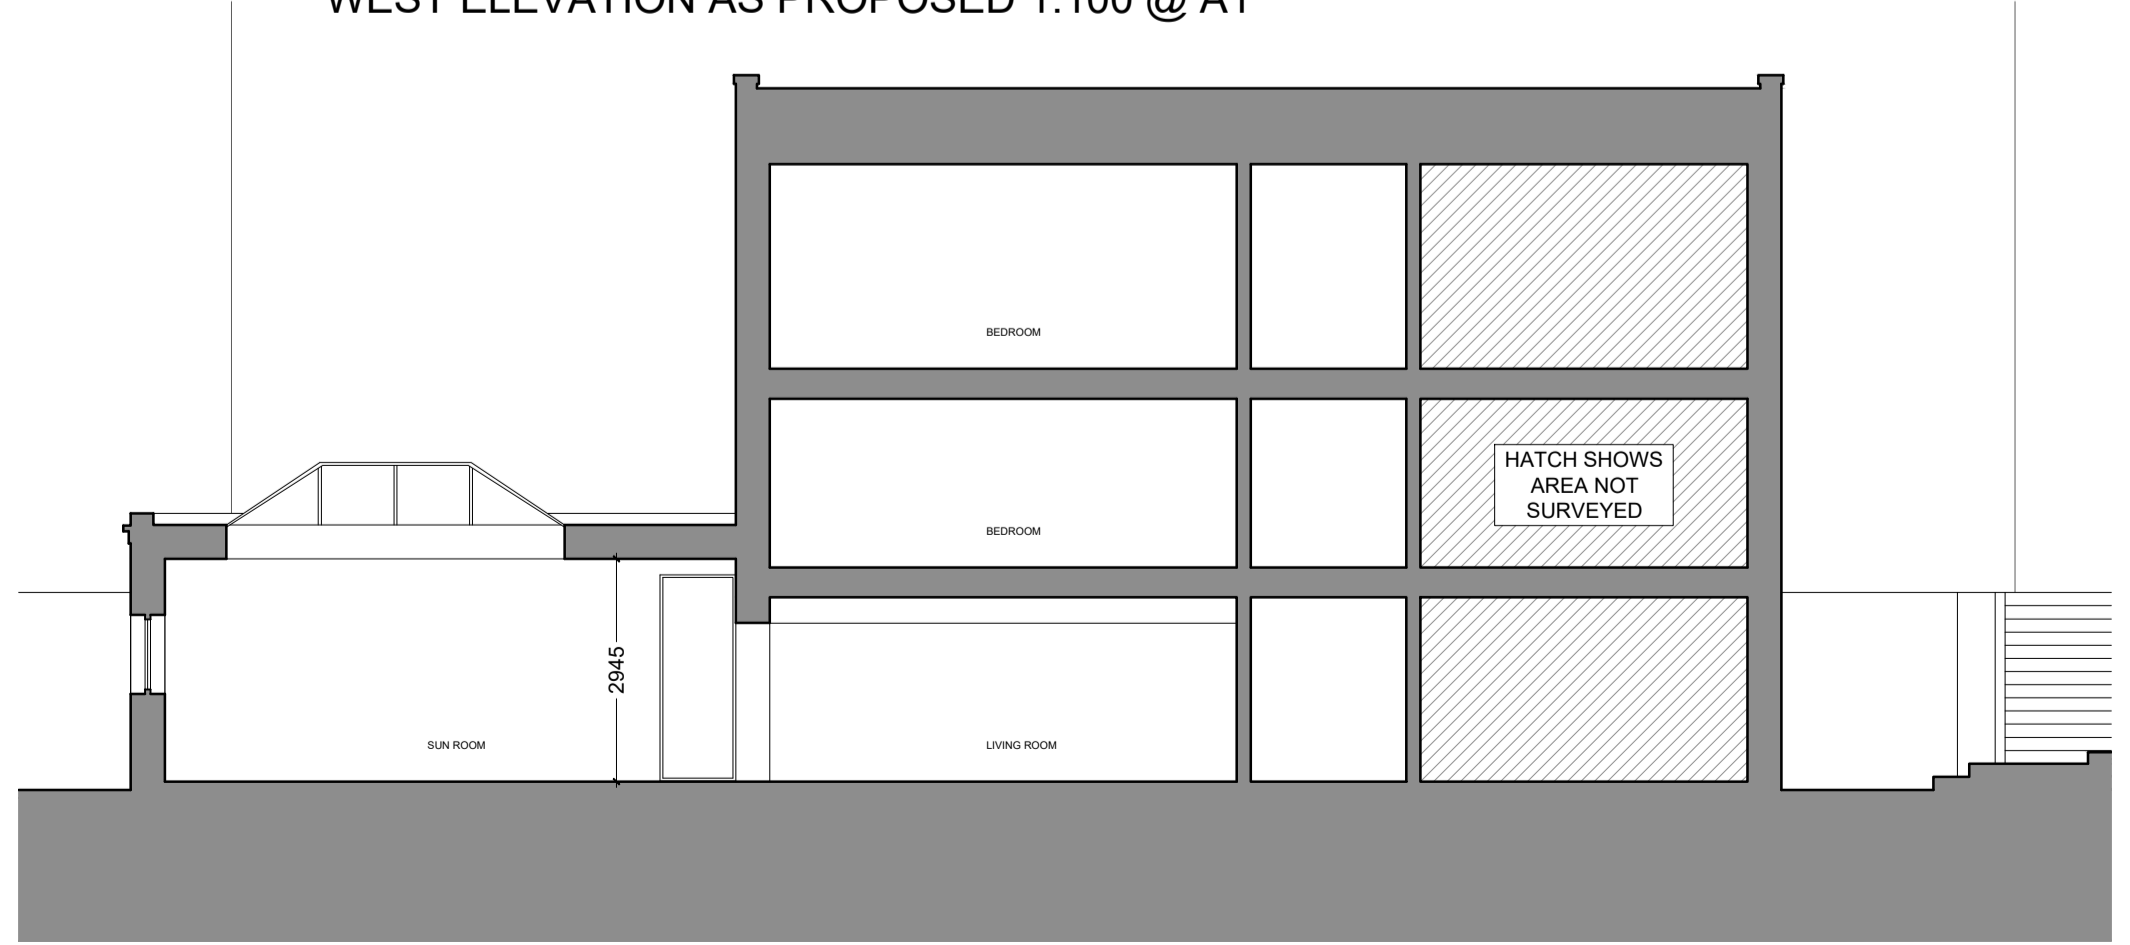 WEST ELEVATION AS PROPOSED 1:100 @ A1
BEDROOM
BEDROOM
HATCH SHOWS
AREA NOT
SURVEYED
2945
SUN ROOM
LIVING ROOM